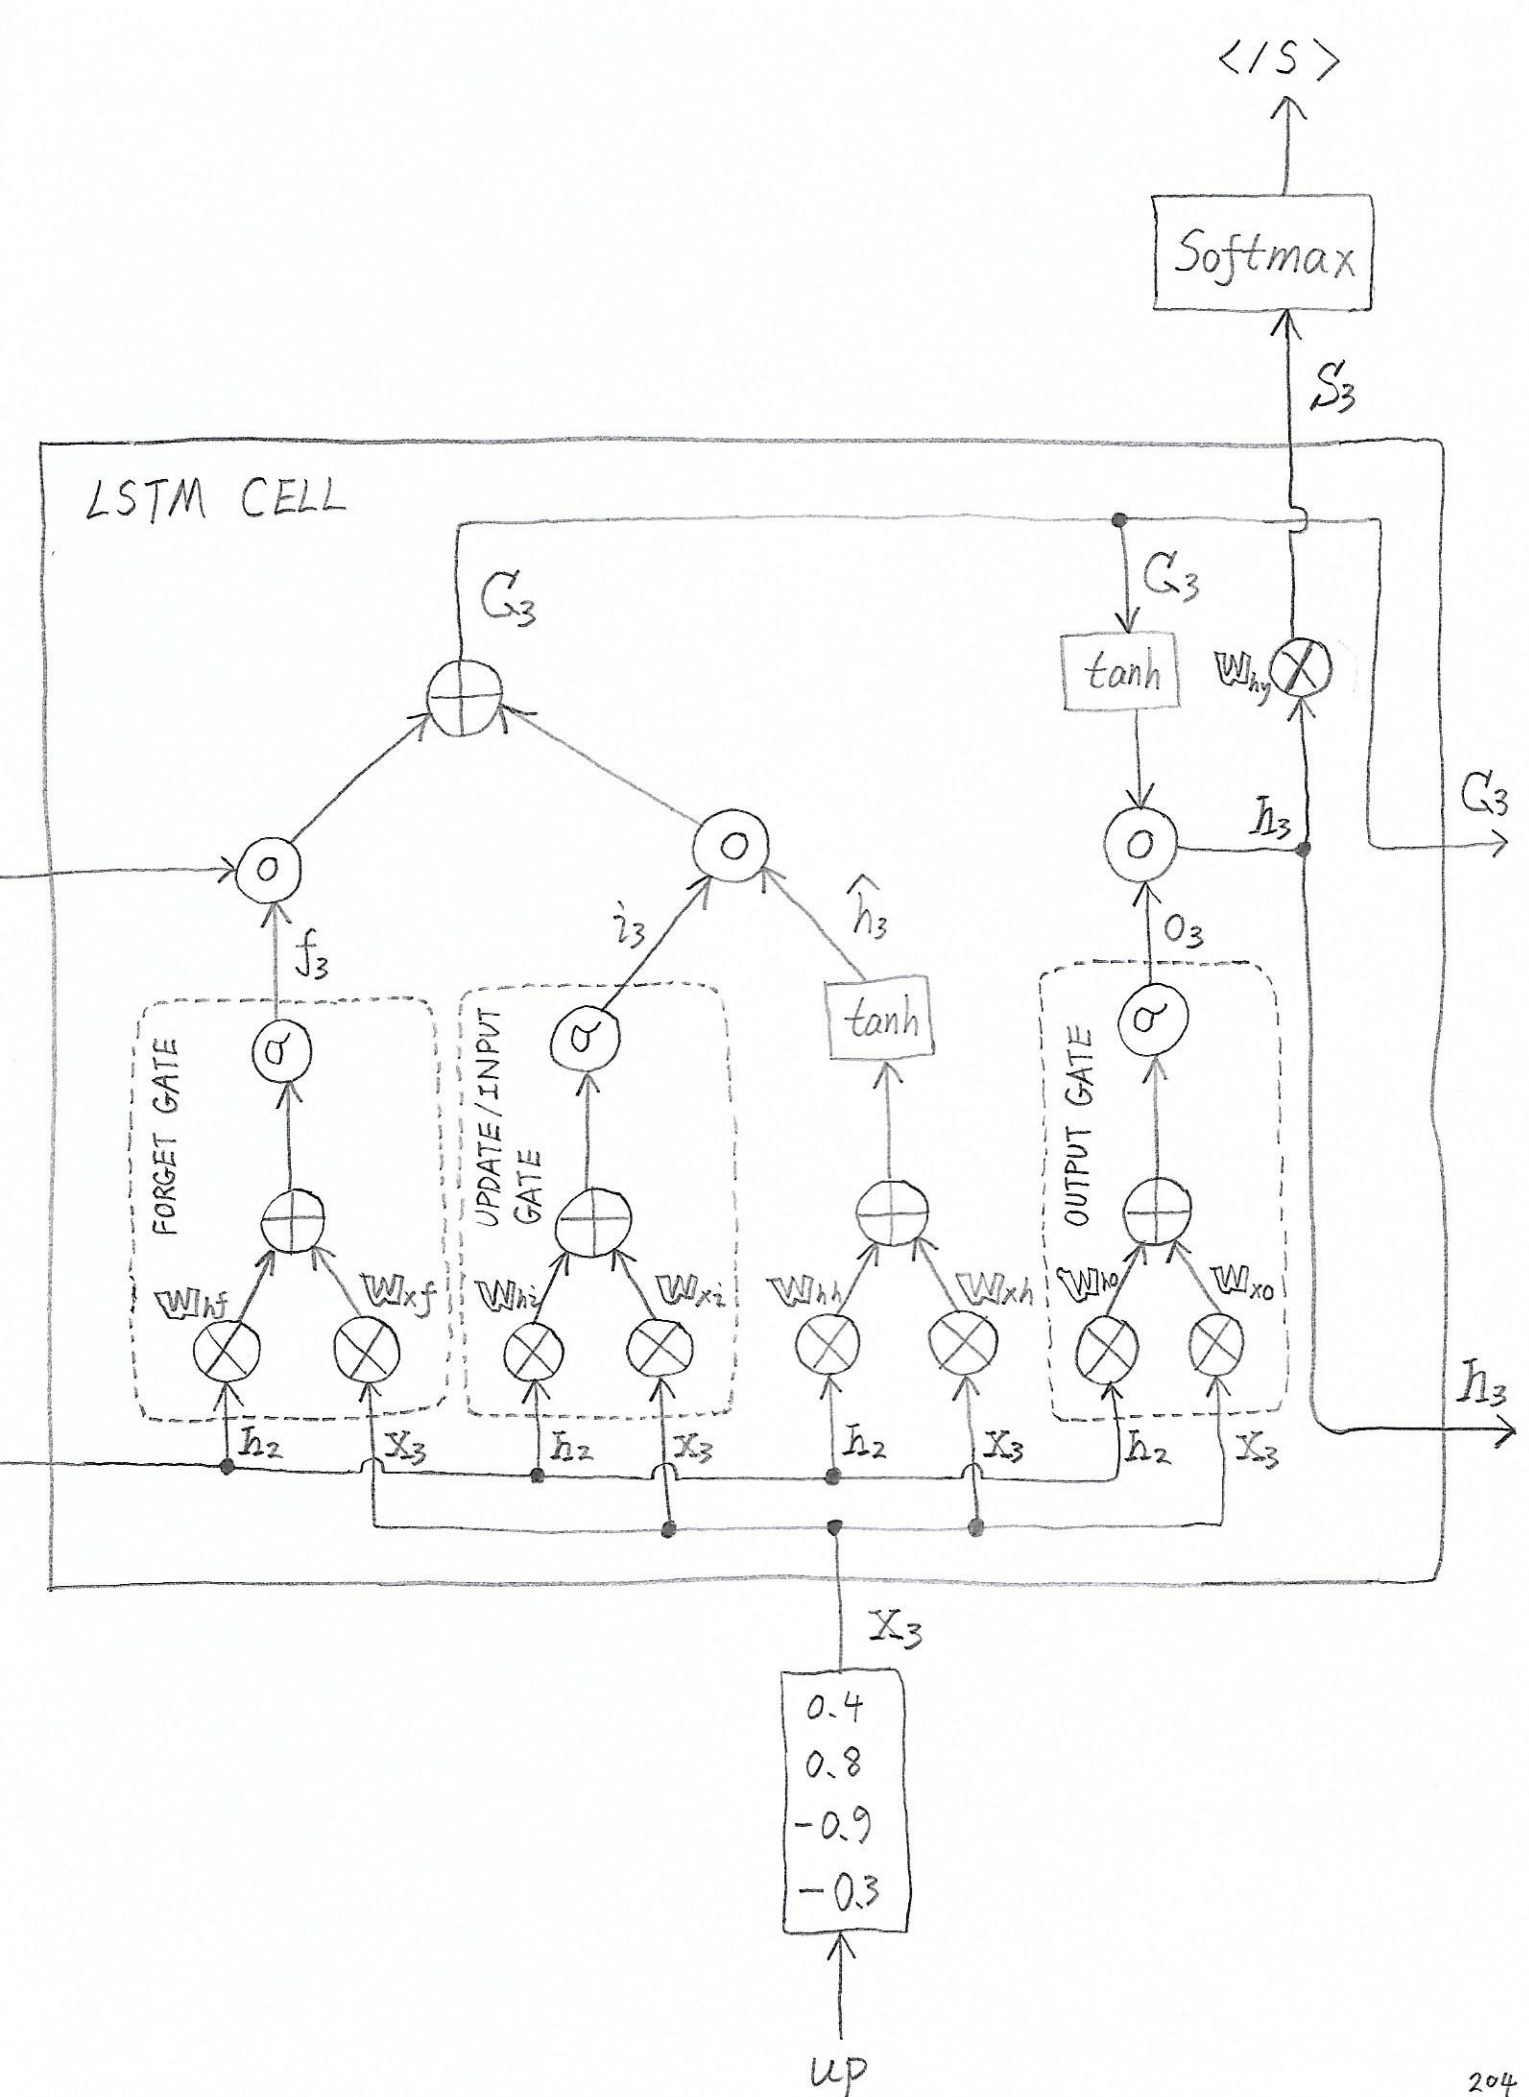 </S>
Softmax
S3
LSTM CELL
C3
C3
tanh
Why
C3
h3
i3
ĥ3
o3
f3
tanh
σ
σ
σ
FORGET GATE
UPDATE/INPUT
GATE
OUTPUT GATE
Whf
Wxf
Whi
Wxi
Whh
Wxh
Who
Wxo
h3
h2
X3
h2
X3
h2
X3
h2
X3
X3
0.4
0.8
-0.9
-0.3
up
204